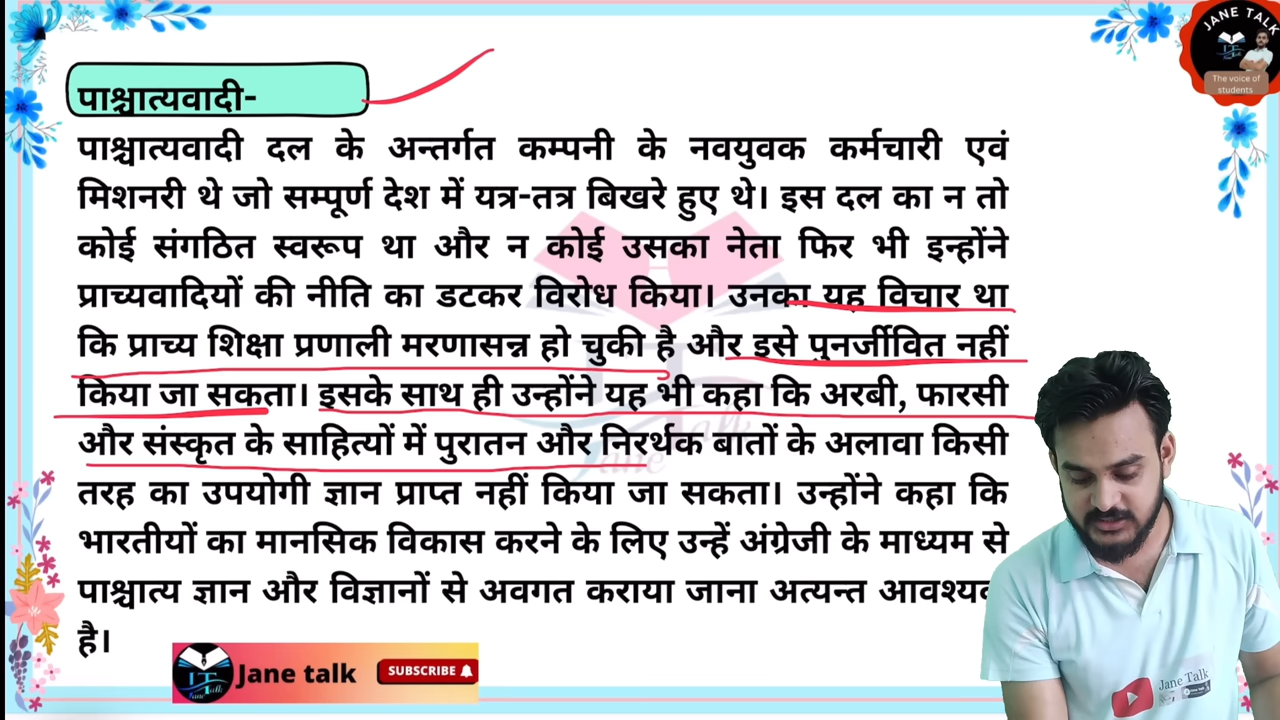 JANE TALK
The voice of
students
पाश्चात्यवादी-
पाश्चात्यवादी दल के अन्तर्गत कम्पनी के नवयुवक कर्मचारी एवं
मिशनरी थे जो सम्पूर्ण देश में यत्र-तत्र बिखरे हुए थे। इस दल का न तो
कोई संगठित स्वरूप था और न कोई उसका नेता फिर भी इन्होंने
प्राच्यवादियों की नीति का डटकर विरोध किया। उनका यह विचार था
कि प्राच्य शिक्षा प्रणाली मरणासन्न हो चुकी है और इसे पुनर्जीवित नहीं
किया जा सकता। इसके साथ ही उन्होंने यह भी कहा कि अरबी, फारसी
और संस्कृत के साहित्यों में पुरातन और निरर्थक बातों के अलावा किसी
तरह का उपयोगी ज्ञान प्राप्त नहीं किया जा सकता। उन्होंने कहा कि
भारतीयों का मानसिक विकास करने के लिए उन्हें अंग्रेजी के माध्यम से
पाश्चात्य ज्ञान और विज्ञानों से अवगत कराया जाना अत्यन्त
है।
Jane talk
SUBSCRIBE
Jane Talk